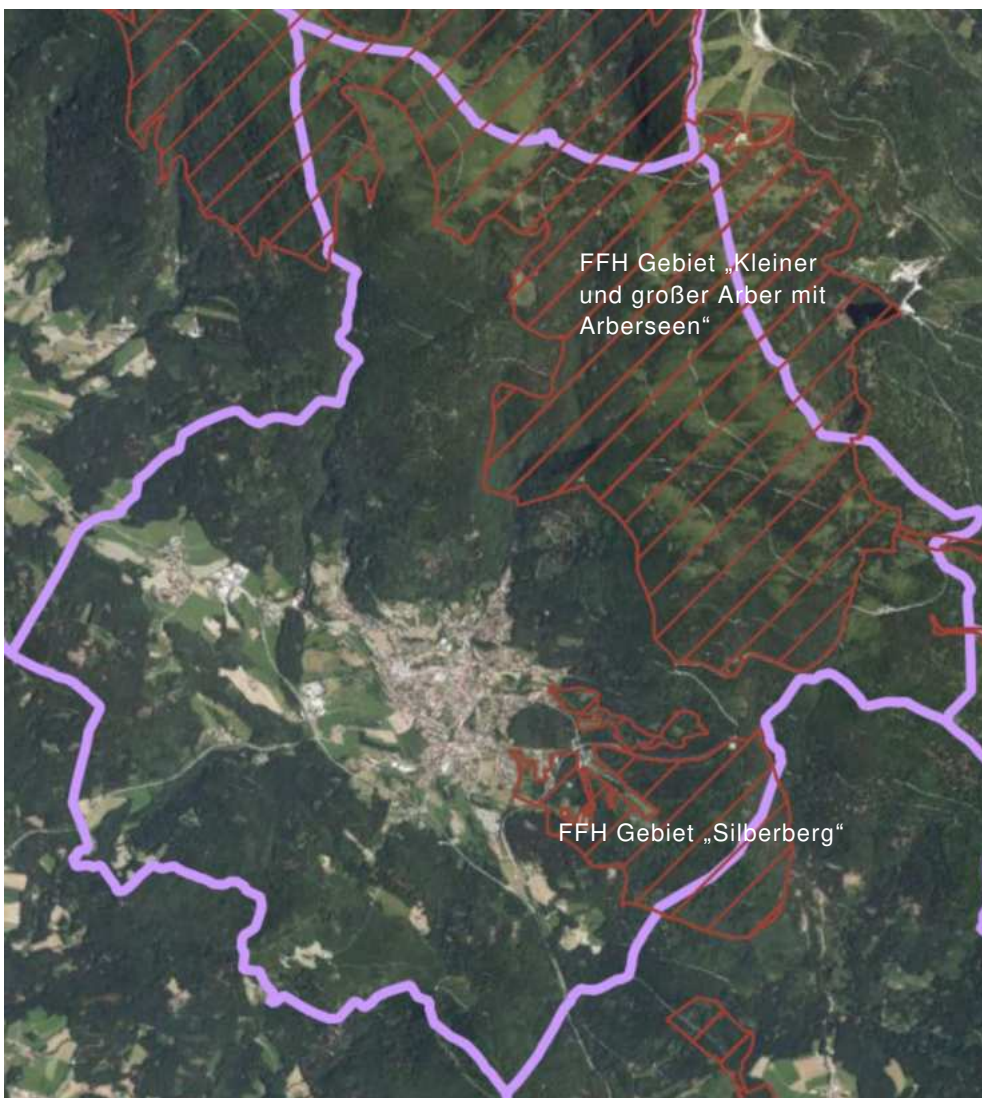 FFH Gebiet „Kleiner
und großer Arber mit
Arberseen“
FFH Gebiet „Silberberg“